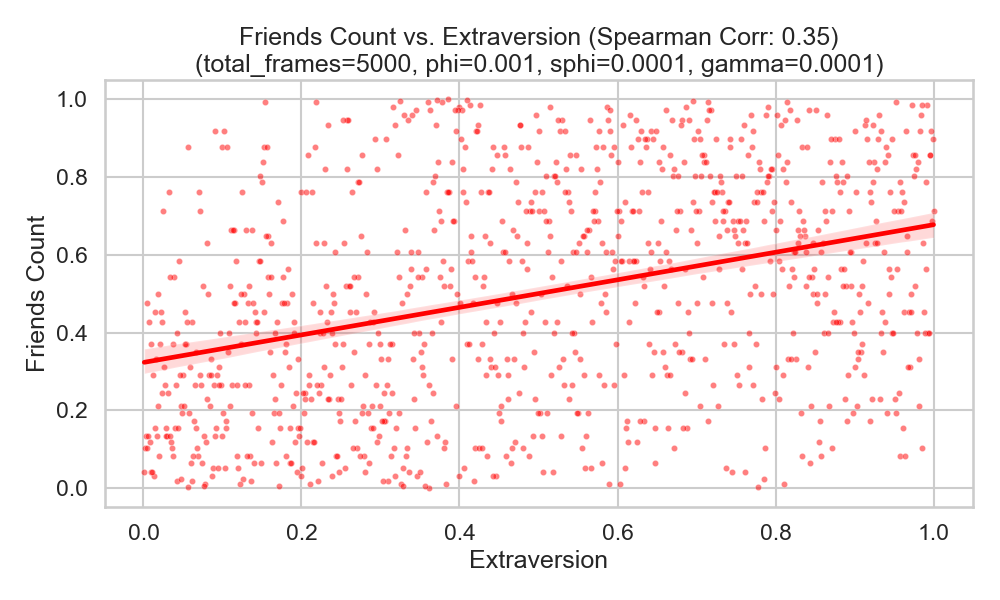 Friends Count vs. Extraversion (Spearman Corr: 0.35)
(total_frames=5000, phi=0.001, sphi=0.0001, gamma=0.0001)
Friends Count
1.0
0.8
0.6
0.4
0.2
0.0
0.0 0.2 0.4 0.6 0.8 1.0
Extraversion